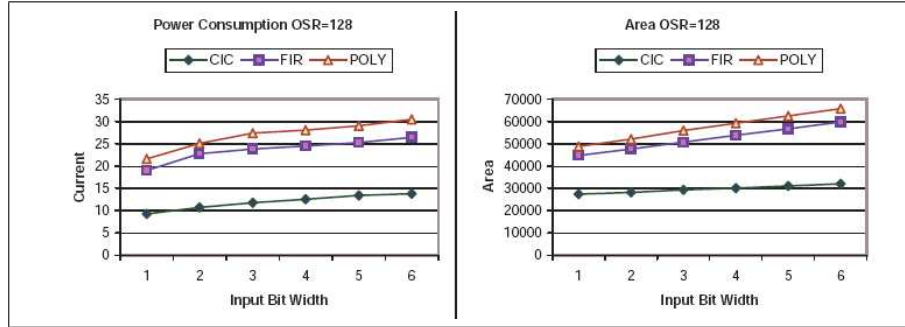 Power Consumption OSR=128
CIC FIR POLY
35
30
25
20
15
10
5
0
Current
1 2 3 4 5 6
Input Bit Width
Area OSR=128
CIC FIR POLY
70000
60000
50000
40000
30000
20000
10000
0
Area
1 2 3 4 5 6
Input Bit Width